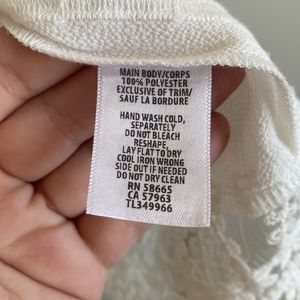 MAIN BODY/CORPS
100% POLYESTER
EXCLUSIVE OF TRIM/
SAUF LA BORDURE
HAND WASH COLD,
SEPARATELY
DO NOT BLEACH
RESHAPE,
LAY FLAT TO DRY
COOL IRON WRONG
SIDE OUT IF NEEDED
DO NOT DRY CLEAN
RN 58665
CA 57963
TL349966